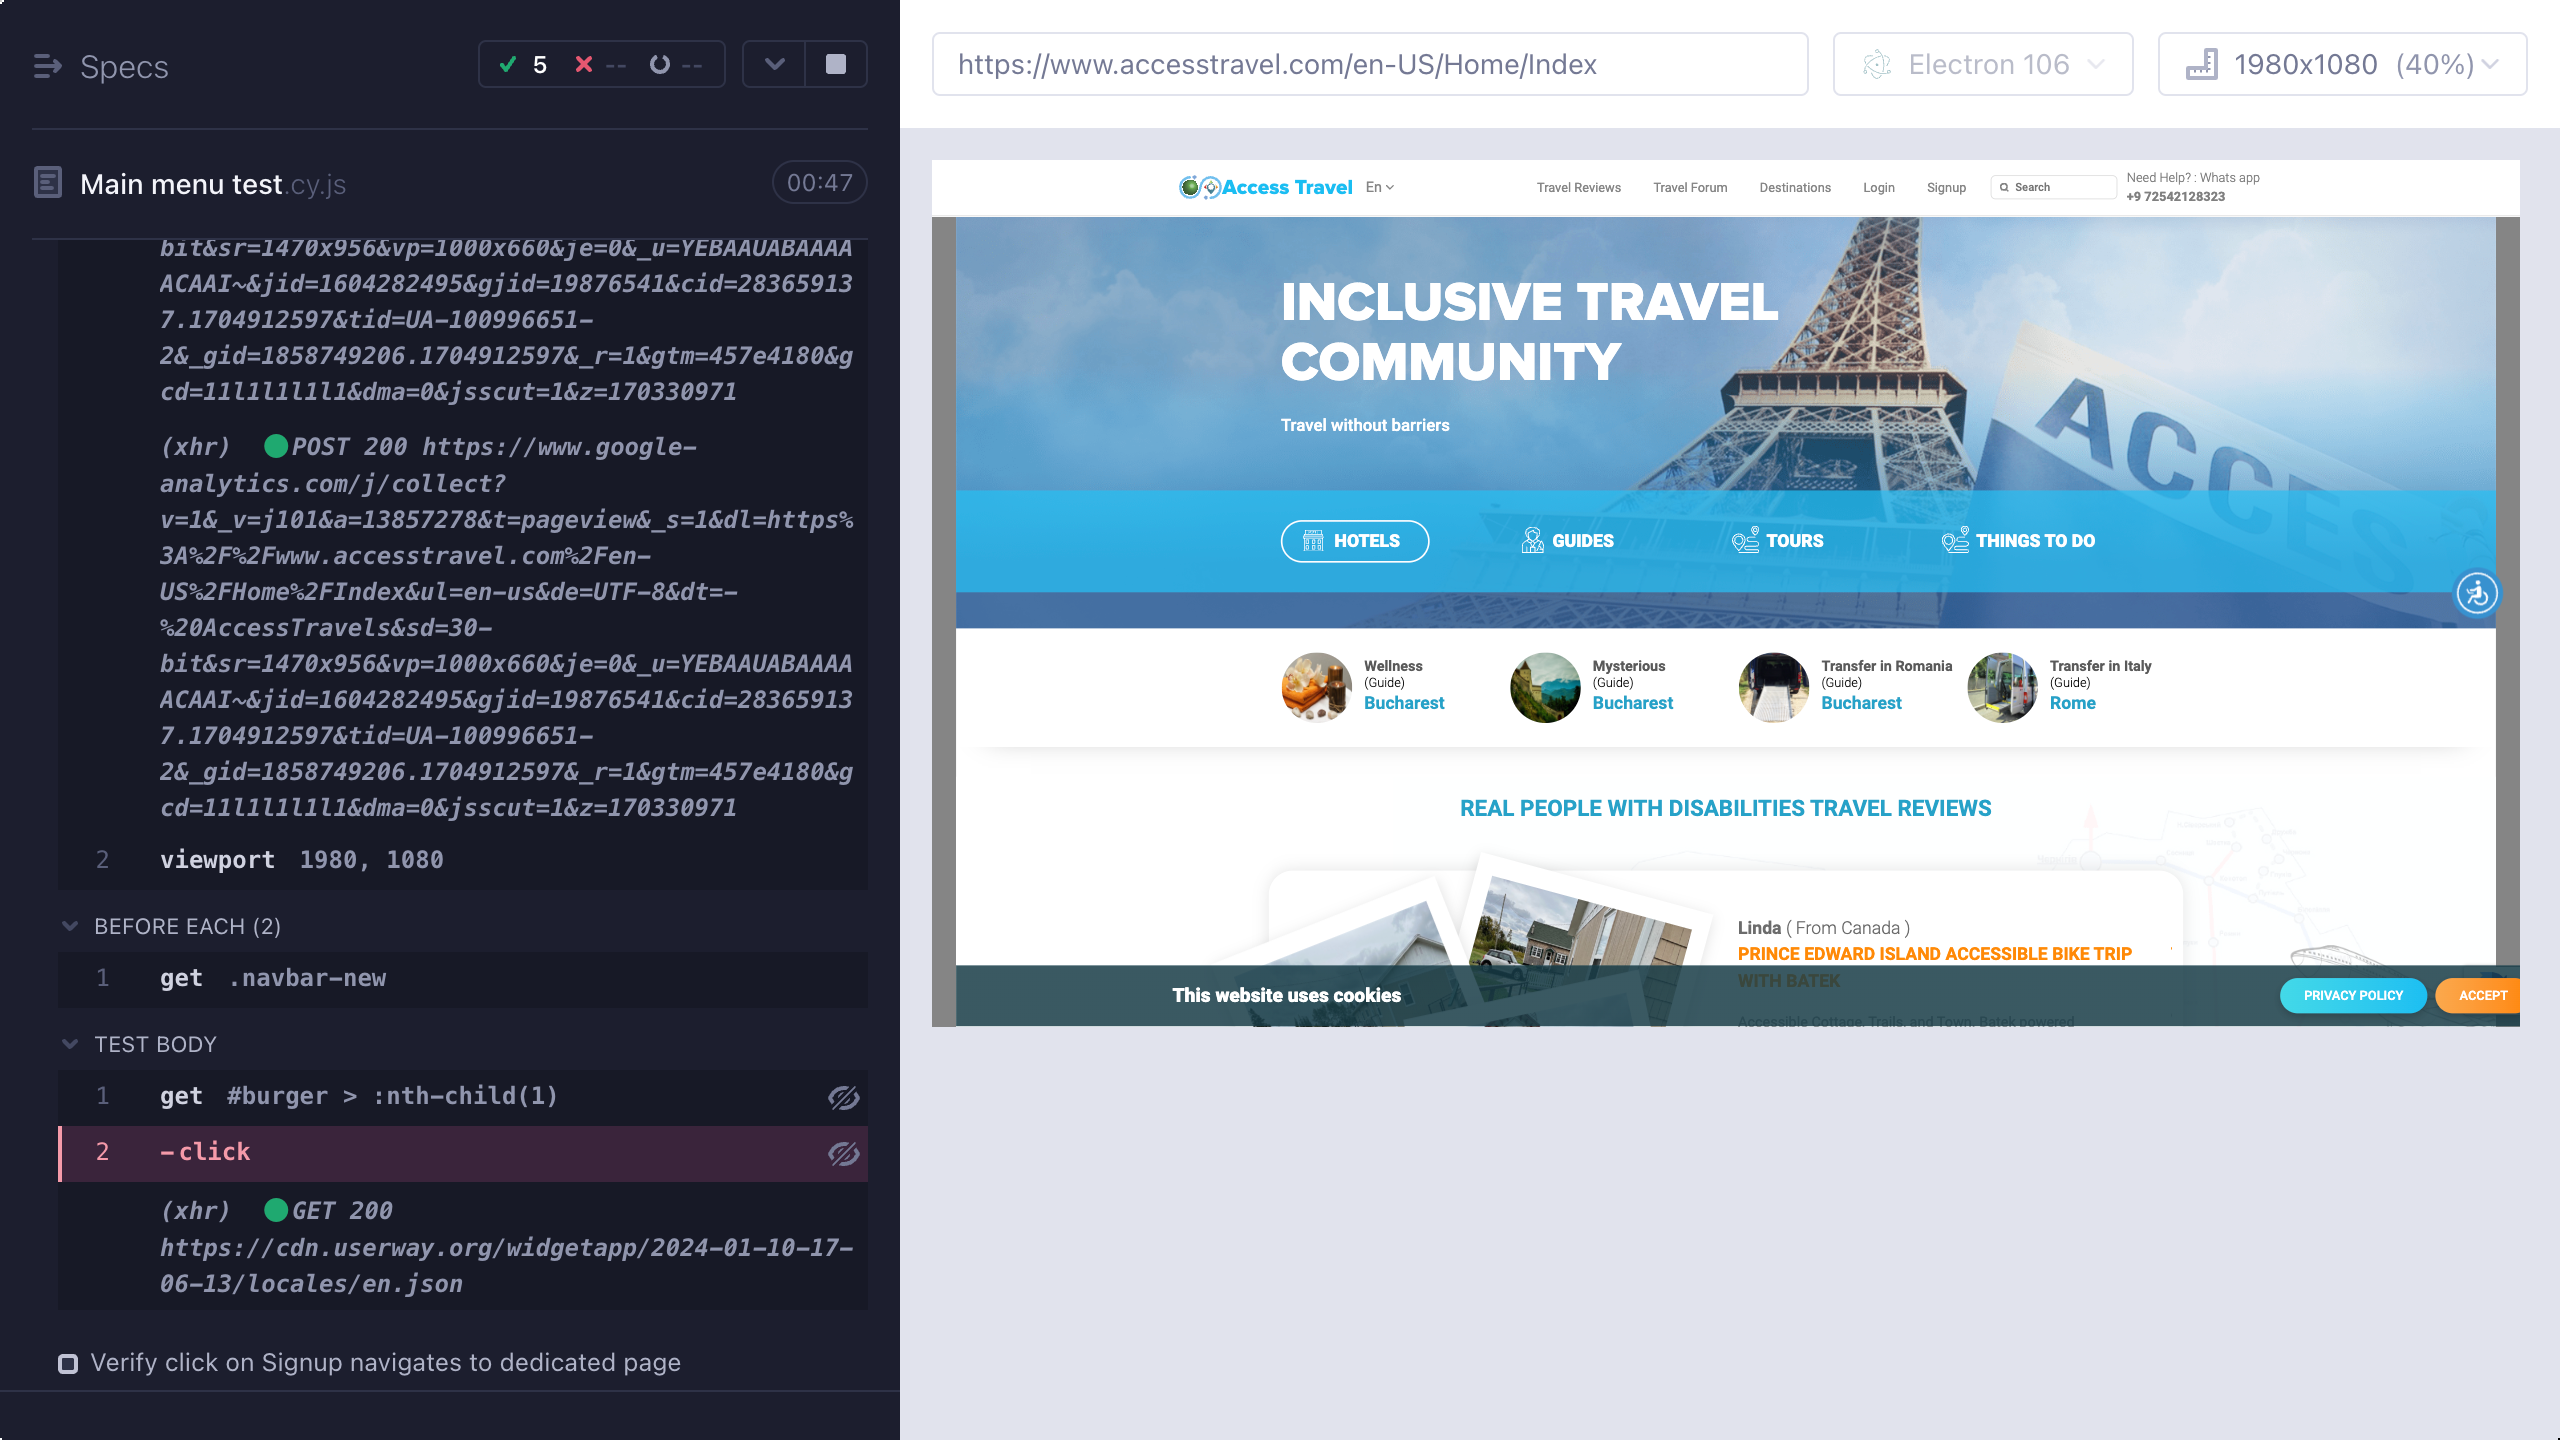 Specs
5
--
--
Main menu test.cy.js
00:47
bit&sr=1470x956&vp=1000x660&je=0&_u=YEBAAUABAAAA
ACAAI~&jid=1604282495&gjid=19876541&cid=28365913
7.1704912597&tid=UA-100996651-
2&_gid=1858749206.1704912597&_r=1&gtm=457e4180&g
cd=11l1l1l1l1&dma=0&jsscut=1&z=170330971
(xhr) POST 200 https://www.google-
analytics.com/j/collect?
v=1&_v=j101&a=13857278&t=pageview&_s=1&dl=https%
3A%2F%2Fwww.accesstravel.com%2Fen-
US%2FHome%2FIndex&ul=en-us&de=UTF-8&dt=-
%20AccessTravels&sd=30-
bit&sr=1470x956&vp=1000x660&je=0&_u=YEBAAUABAAAA
ACAAI~&jid=1604282495&gjid=19876541&cid=28365913
7.1704912597&tid=UA-100996651-
2&_gid=1858749206.1704912597&_r=1&gtm=457e4180&g
cd=11l1l1l1l1&dma=0&jsscut=1&z=170330971
2 viewport 1980, 1080
BEFORE EACH (2)
1 get .navbar-new
TEST BODY
1 get #burger > :nth-child(1)
2 -click
(xhr) GET 200
https://cdn.userway.org/widgetapp/2024-01-10-17-
06-13/locales/en.json
Verify click on Signup navigates to dedicated page
https://www.accesstravel.com/en-US/Home/Index
Electron 106
1980x1080 (40%)
Access Travel
En
Travel Reviews
Travel Forum
Destinations
Login
Signup
Search
Need Help? : Whats app
+9 72542128323
INCLUSIVE TRAVEL
COMMUNITY
Travel without barriers
ACCES
HOTELS
GUIDES
TOURS
THINGS TO DO
Wellness
(Guide)
Bucharest
Mysterious
(Guide)
Bucharest
Transfer in Romania
(Guide)
Bucharest
Transfer in Italy
(Guide)
Rome
REAL PEOPLE WITH DISABILITIES TRAVEL REVIEWS
Linda ( From Canada )
PRINCE EDWARD ISLAND ACCESSIBLE BIKE TRIP
WITH BATEK
Accessible Cottage, Trails, and Town. Batek powered
This website uses cookies
PRIVACY POLICY
ACCEPT